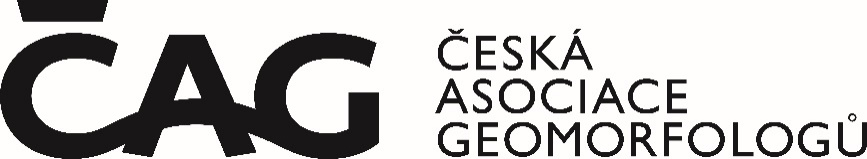 ČAG
ČESKÁ
ASOCIACE
GEOMORFOLOGŮ